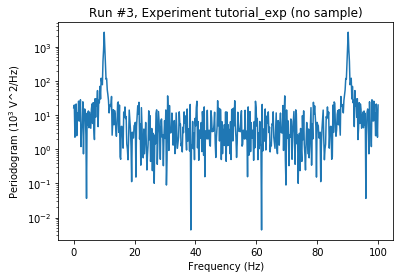 Run #3, Experiment tutorial_exp (no sample)
Periodogram (10³ V^2/Hz)
10³
10²
10¹
10⁰
10⁻¹
10⁻²
0 20 40 60 80 100
Frequency (Hz)